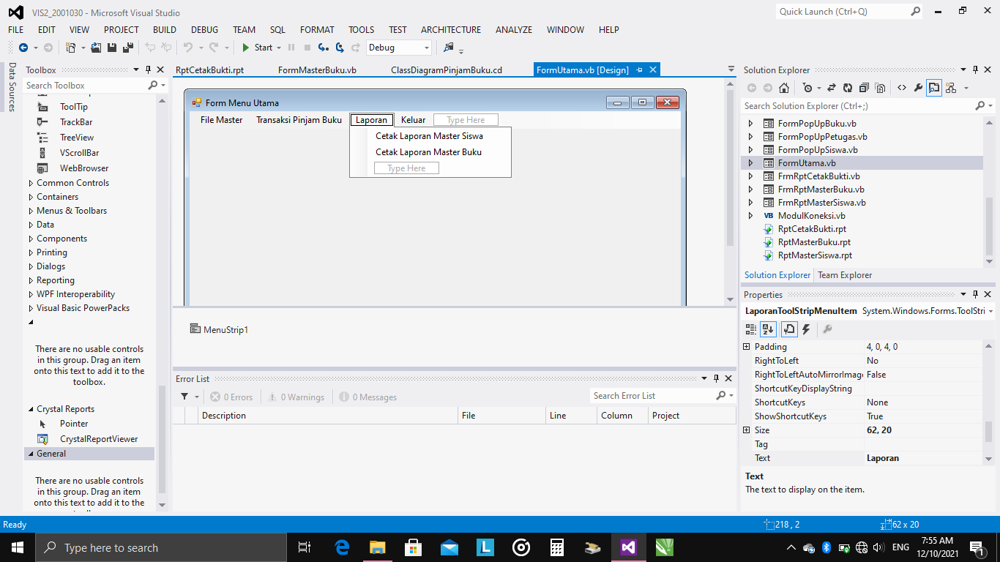 VIS2_2001030 - Microsoft Visual Studio
Quick Launch (Ctrl+Q)
FILE EDIT VIEW PROJECT BUILD DEBUG TEAM SQL FORMAT TOOLS TEST ARCHITECTURE ANALYZE WINDOW HELP
Start Debug
Data Sources
Toolbox
Search Toolbox
ToolTip
TrackBar
TreeView
VScrollBar
WebBrowser
Common Controls
Containers
Menus & Toolbars
Data
Components
Printing
Dialogs
Reporting
WPF Interoperability
Visual Basic PowerPacks
There are no usable controls
in this group. Drag an item
onto this text to add it to the
toolbox.
Crystal Reports
Pointer
CrystalReportViewer
General
There are no usable controls
in this group. Drag an item
onto this text to add it to the
RptCetakBukti.rpt FormMasterBuku.vb ClassDiagramPinjamBuku.cd FormUtama.vb [Design]
Form Menu Utama
File Master Transaksi Pinjam Buku Laporan Keluar Type Here
Cetak Laporan Master Siswa
Cetak Laporan Master Buku
Type Here
MenuStrip1
Error List
0 Errors 0 Warnings 0 Messages Search Error List
Description File Line Column Project
Solution Explorer
Search Solution Explorer (Ctrl+;)
FormPopUpBuku.vb
FormPopUpPetugas.vb
FormPopUpSiswa.vb
FormUtama.vb
FrmRptCetakBukti.vb
FrmRptMasterBuku.vb
FrmRptMasterSiswa.vb
VB ModulKoneksi.vb
RptCetakBukti.rpt
RptMasterBuku.rpt
RptMasterSiswa.rpt
Solution Explorer Team Explorer
Properties
LaporanToolStripMenuItem System.Windows.Forms.ToolStri
Padding 4, 0, 4, 0
RightToLeft No
RightToLeftAutoMirrorImag False
ShortcutKeyDisplayString
ShortcutKeys None
ShowShortcutKeys True
Size 62, 20
Tag
Text Laporan
Text
The text to display on the item.
Ready 218 , 2 62 x 20
Type here to search
ENG
7:55 AM
12/10/2021
1